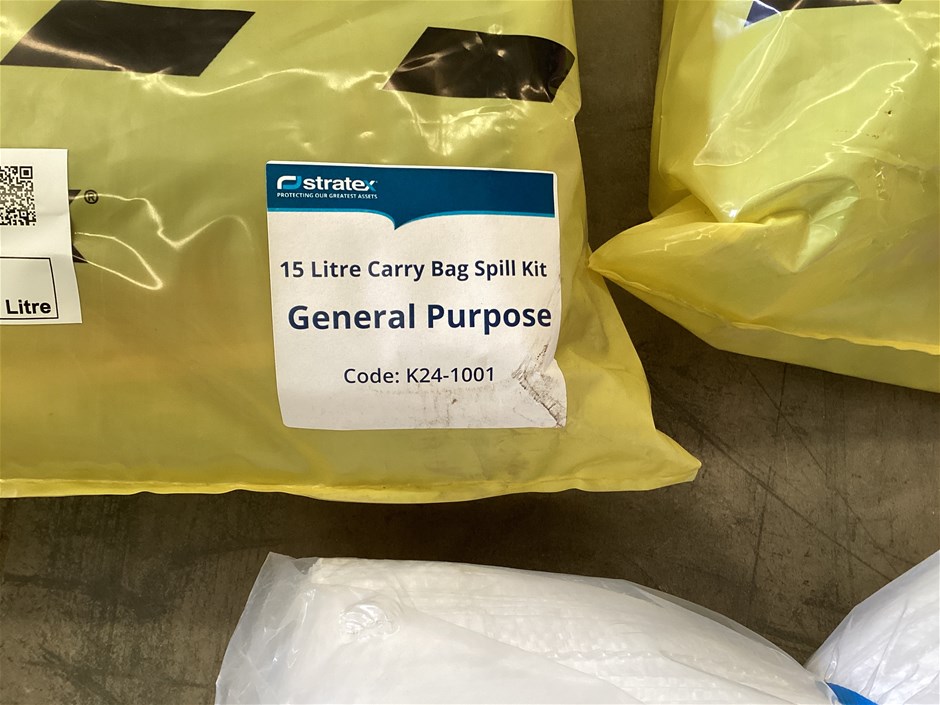 ®
stratex
PROTECTING OUR GREATEST ASSETS
15 Litre Carry Bag Spill Kit
General Purpose
Litre
Code: K24-1001